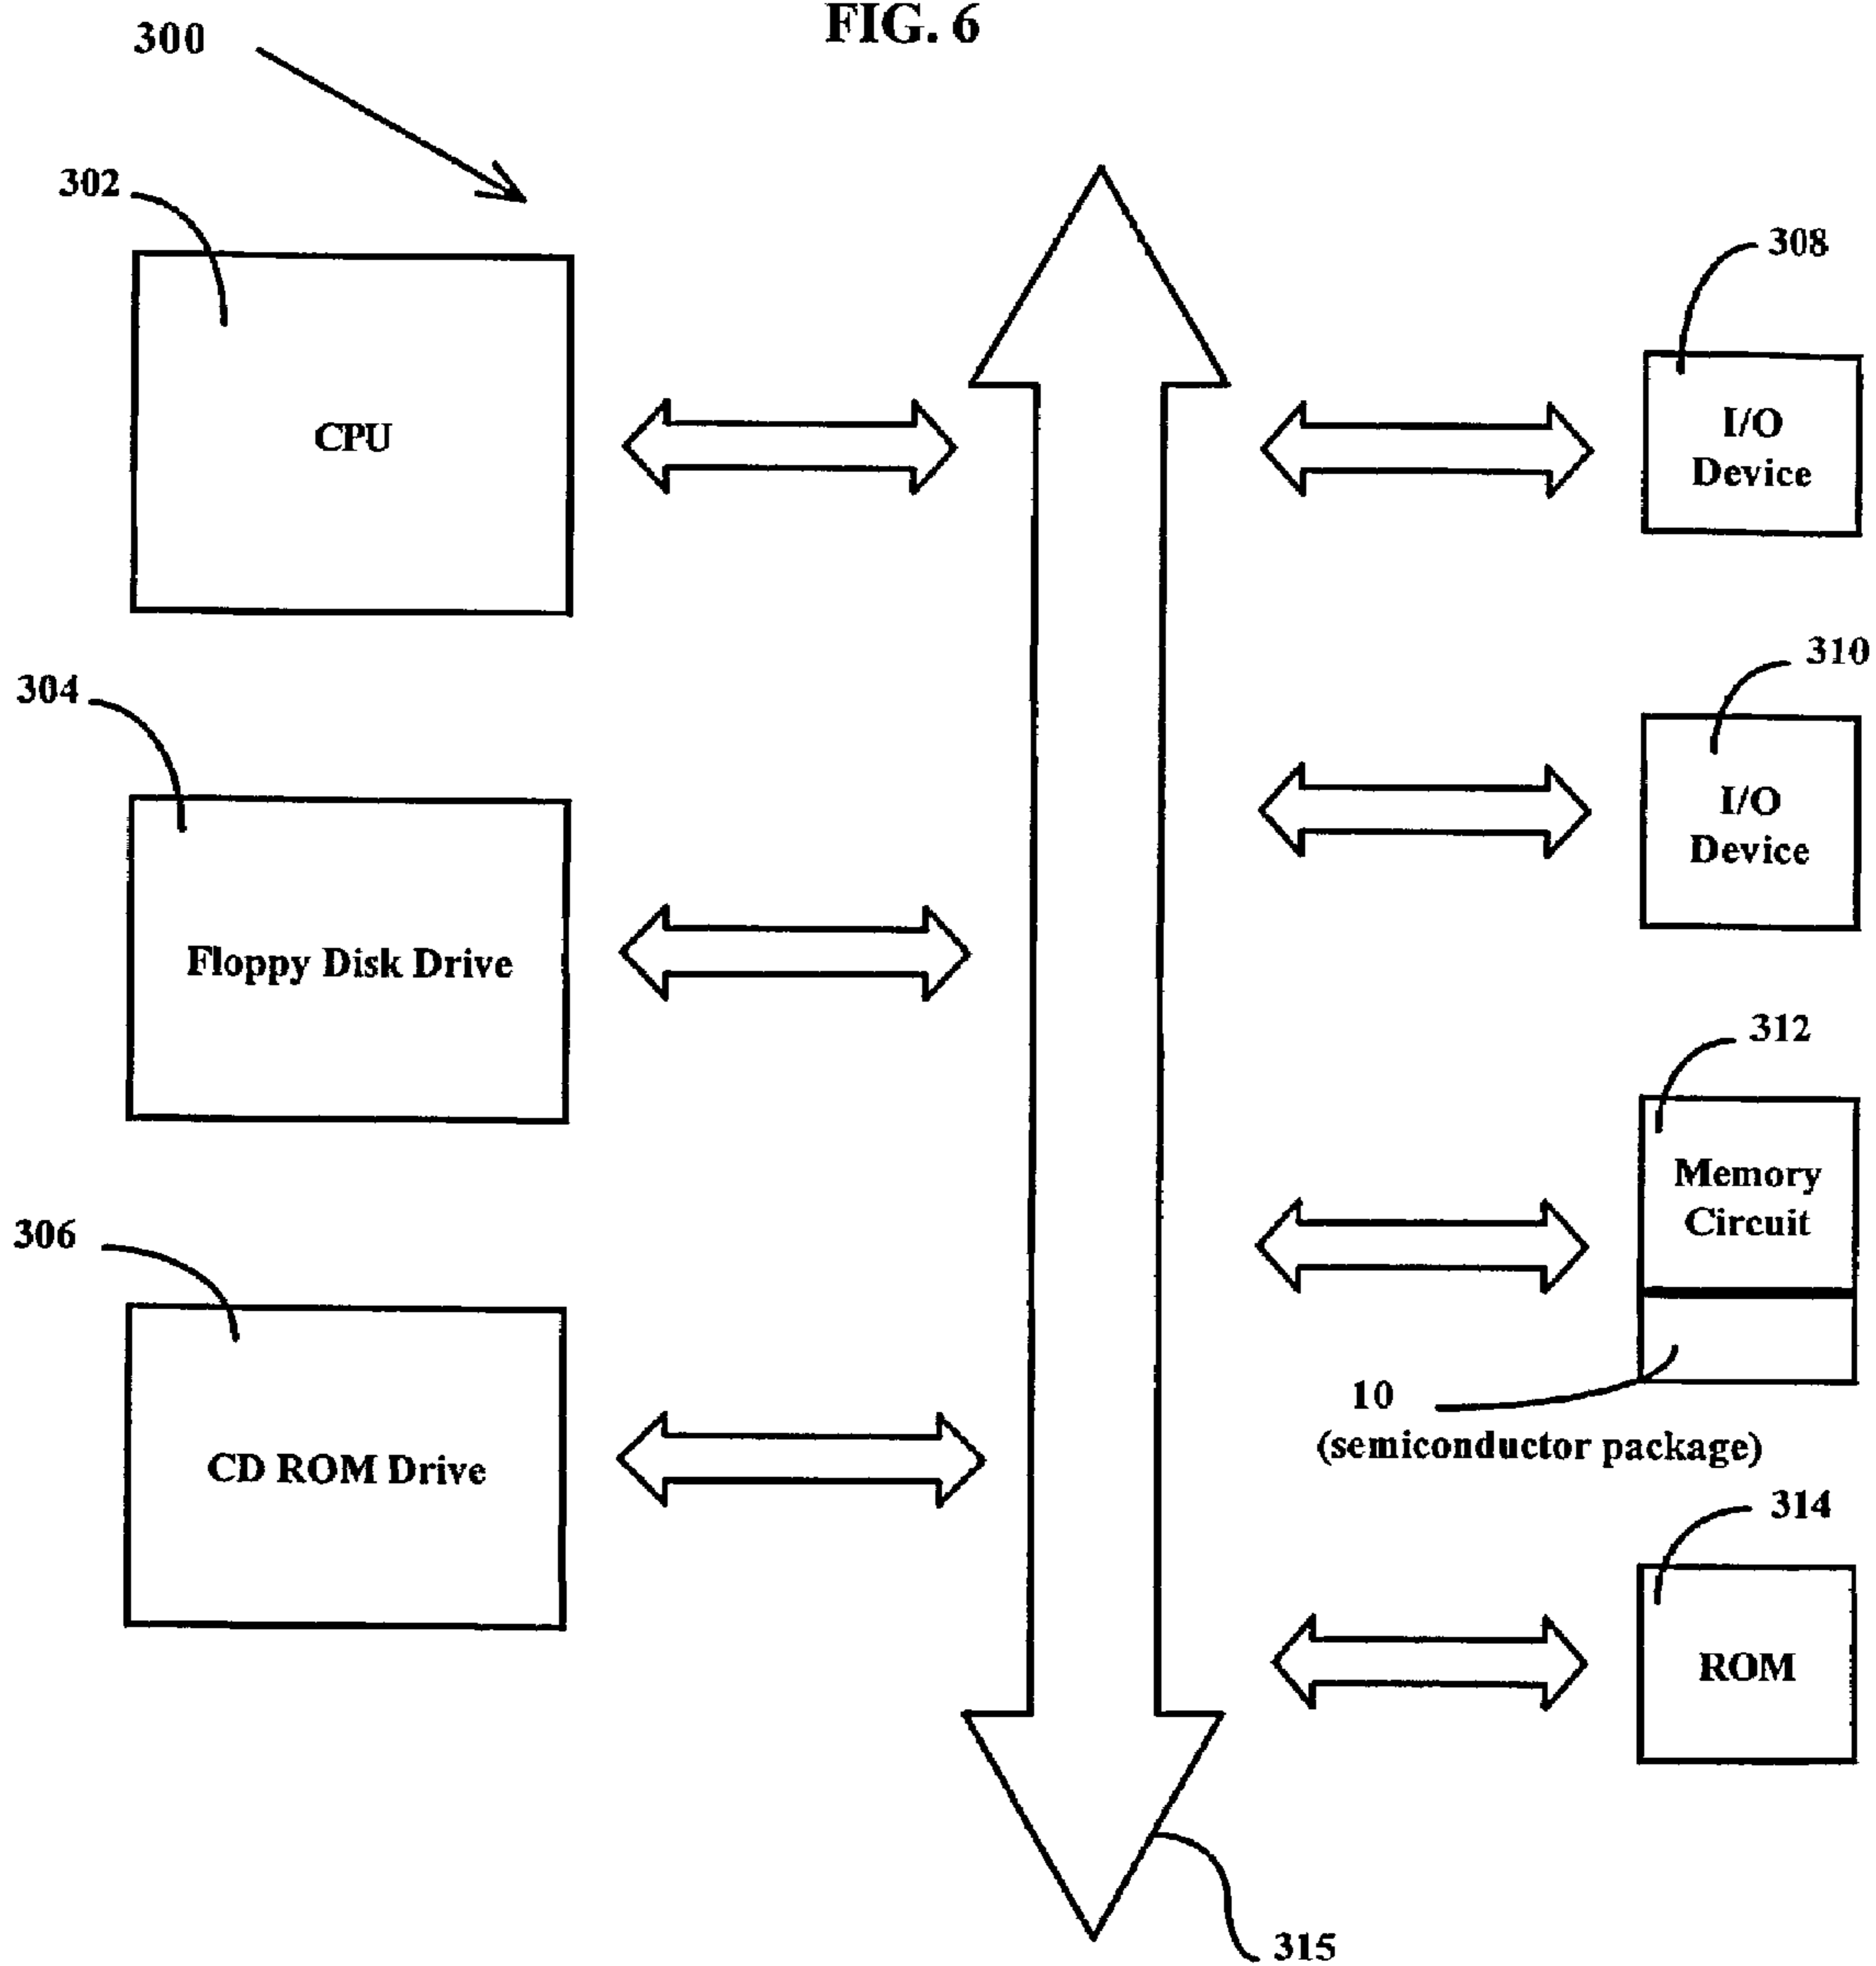 FIG. 6
300
302
CPU
304
Floppy Disk Drive
306
CD ROM Drive
308
I/O
Device
310
I/O
Device
312
Memory
Circuit
10
(semiconductor package)
314
ROM
315